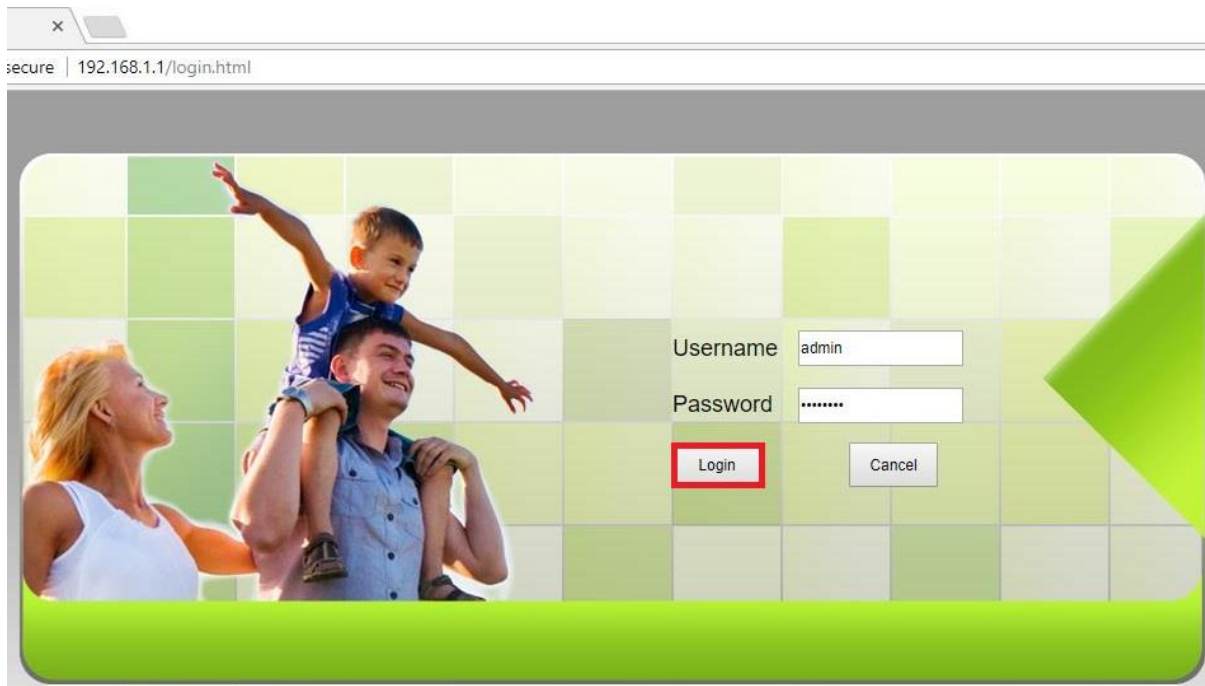 secure | 192.168.1.1/login.html
Username admin
Password ••••••••
Login Cancel